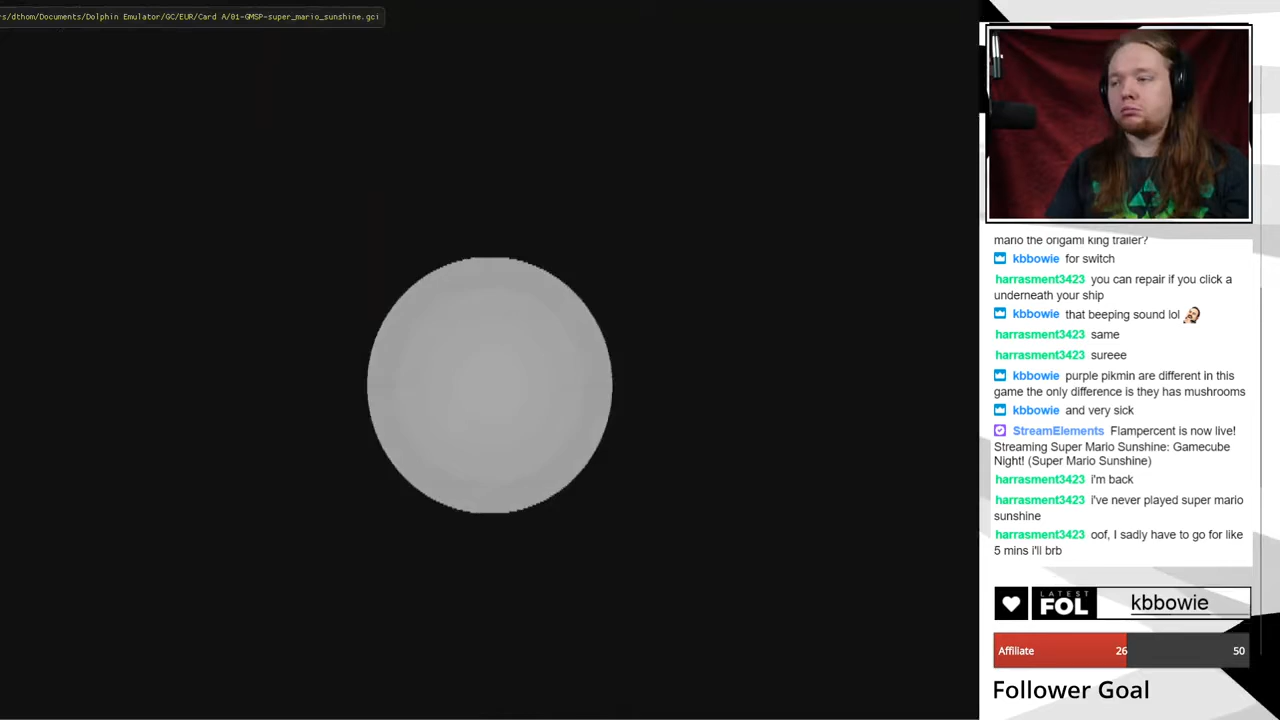 rs/dthom/Documents/Dolphin Emulator/GC/EUR/Card A/01-GMSP-super_mario_sunshine.gci
mario the origami king trailer?
kbbowie for switch
harrasment3423 you can repair if you click a
underneath your ship
kbbowie that beeping sound lol
harrasment3423 same
harrasment3423 sureee
kbbowie purple pikmin are different in this
game the only difference is they has mushrooms
kbbowie and very sick
StreamElements Flampercent is now live!
Streaming Super Mario Sunshine: Gamecube
Night! (Super Mario Sunshine)
harrasment3423 i'm back
harrasment3423 i've never played super mario
sunshine
harrasment3423 oof, I sadly have to go for like
5 mins i'll brb
LATEST
FOL kbbowie
Affiliate 26 50
Follower Goal